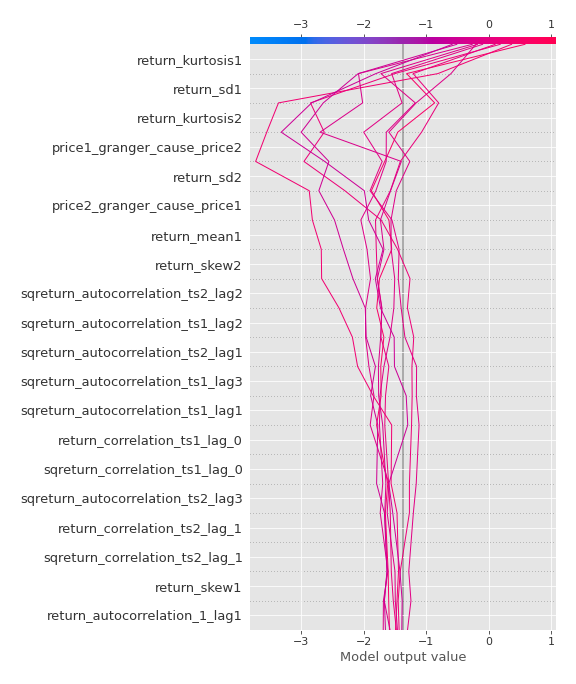 −3 −2 −1 0 1
return_kurtosis1
return_sd1
return_kurtosis2
price1_granger_cause_price2
return_sd2
price2_granger_cause_price1
return_mean1
return_skew2
sqreturn_autocorrelation_ts2_lag2
sqreturn_autocorrelation_ts1_lag2
sqreturn_autocorrelation_ts2_lag1
sqreturn_autocorrelation_ts1_lag3
sqreturn_autocorrelation_ts1_lag1
return_correlation_ts1_lag_0
sqreturn_correlation_ts1_lag_0
sqreturn_autocorrelation_ts2_lag3
return_correlation_ts2_lag_1
sqreturn_correlation_ts2_lag_1
return_skew1
return_autocorrelation_1_lag1
−3 −2 −1 0 1
Model output value